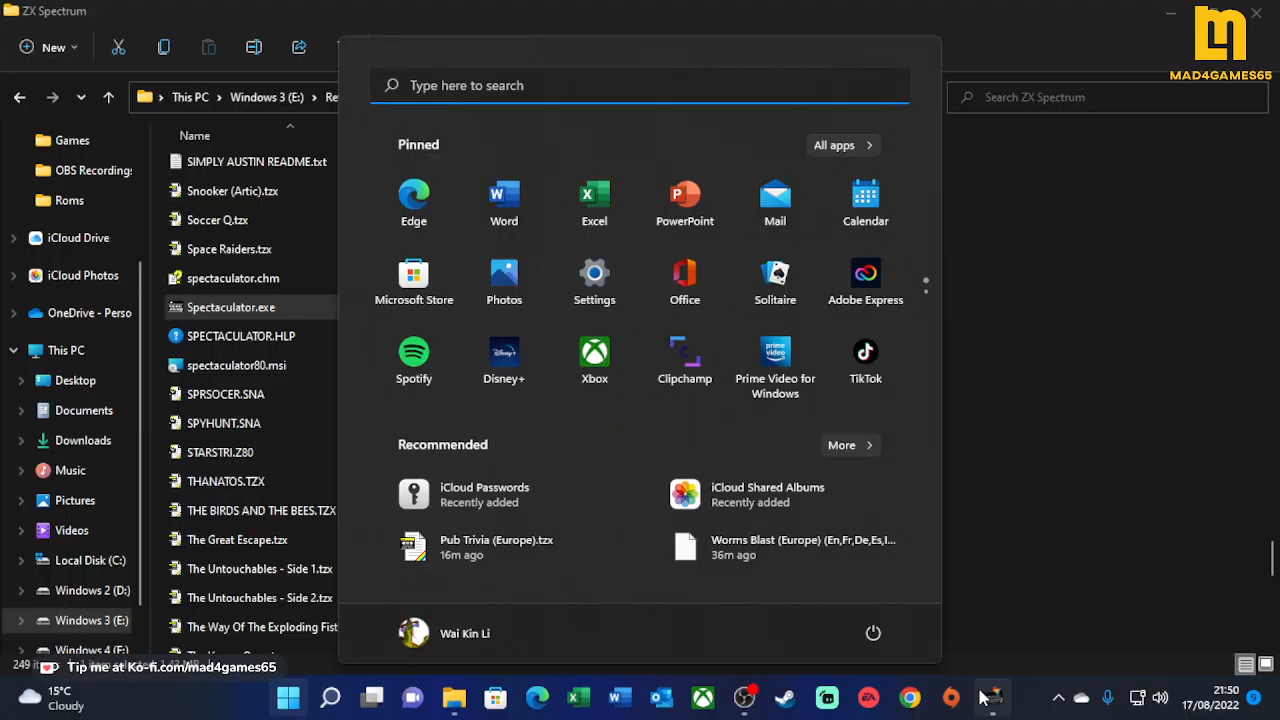 ZX Spectrum
MAD4GAMES65
New
This PC > Windows 3 (E:) >
Search ZX Spectrum
Games
OBS Recordings
Roms
iCloud Drive
iCloud Photos
OneDrive - Perso
This PC
Desktop
Documents
Downloads
Music
Pictures
Videos
Local Disk (C:)
Windows 2 (D:)
Windows 3 (E:)
Windows 4 (E:)
Name
SIMPLY AUSTIN README.txt
Snooker (Artic).tzx
Soccer Q.tzx
Space Raiders.tzx
spectaculator.chm
Spectaculator.exe
SPECTACULATOR.HLP
spectaculator80.msi
SPRSOCER.SNA
SPYHUNT.SNA
STARSTRI.Z80
THANATOS.TZX
THE BIRDS AND THE BEES.TZX
The Great Escape.tzx
The Untouchables - Side 1.tzx
The Untouchables - Side 2.tzx
The Way Of The Exploding Fist
Type here to search
Pinned
All apps >
Edge
Word
Excel
PowerPoint
Mail
Calendar
Microsoft Store
Photos
Settings
Office
Solitaire
Adobe Express
Spotify
Disney+
Xbox
Clipchamp
Prime Video for
Windows
TikTok
Recommended
More >
iCloud Passwords
Recently added
iCloud Shared Albums
Recently added
Pub Trivia (Europe).tzx
16m ago
Worms Blast (Europe) (En,Fr,De,Es,I...
36m ago
Wai Kin Li
Tip me at Ko-fi.com/mad4games65
15°C
Cloudy
21:50
17/08/2022
9